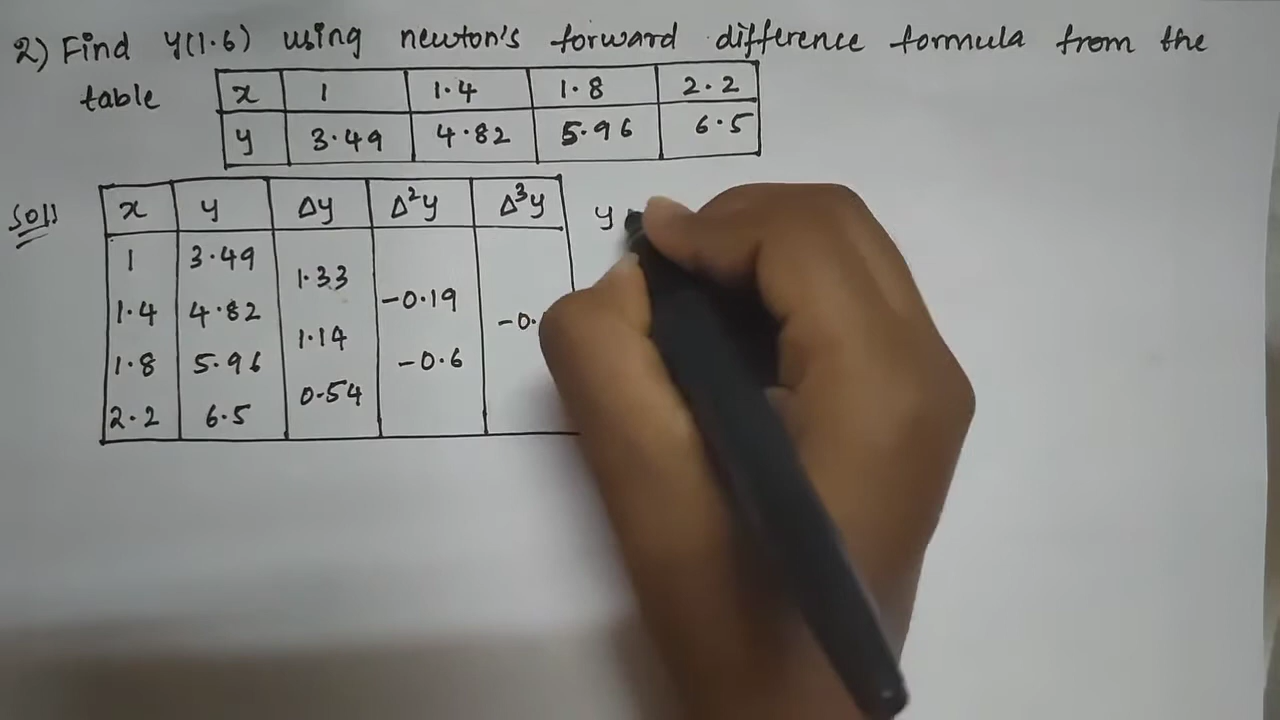 2) Find y(1.6) using newton's forward difference formula from the
table
x 1 1.4 1.8 2.2
y 3.49 4.82 5.96 6.5
Soln
x y Δy Δ²y Δ³y
1 3.49
1.33
1.4 4.82 -0.19
1.14 -0.
1.8 5.96 -0.6
0.54
2.2 6.5
y